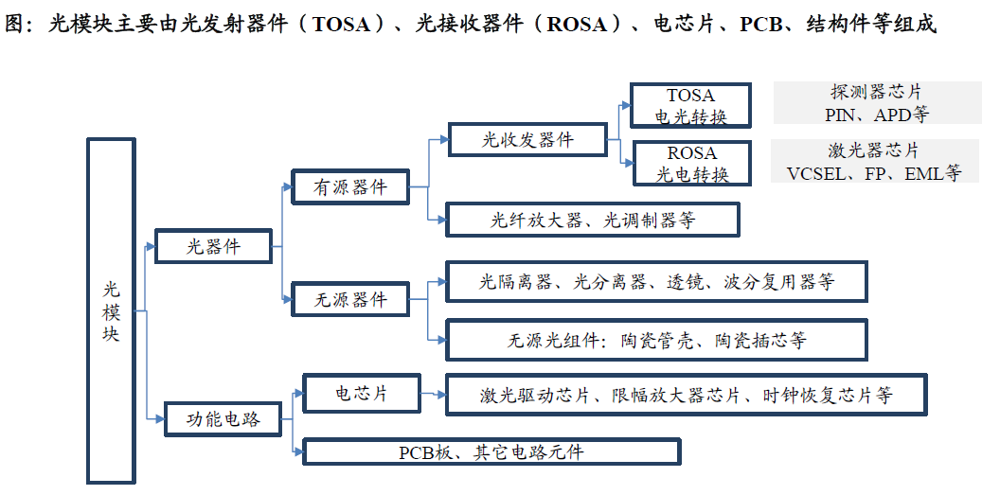 图：光模块主要由光发射器件（TOSA）、光接收器件（ROSA）、电芯片、PCB、结构件等组成
TOSA
电光转换
探测器芯片
PIN、APD等
光收发器件
ROSA
光电转换
激光器芯片
VCSEL、FP、EML等
有源器件
光纤放大器、光调制器等
光器件
光隔离器、光分离器、透镜、波分复用器等
无源器件
光
模
块
无源光组件：陶瓷管壳、陶瓷插芯等
电芯片
激光驱动芯片、限幅放大器芯片、时钟恢复芯片等
功能电路
PCB板、其它电路元件